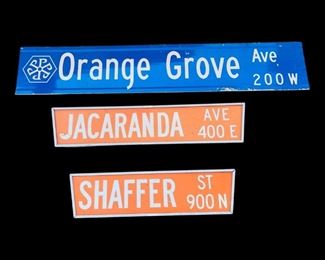 Orange Grove Ave
200 W
JACARANDA AVE
400 E
SHAFFER ST
900 N